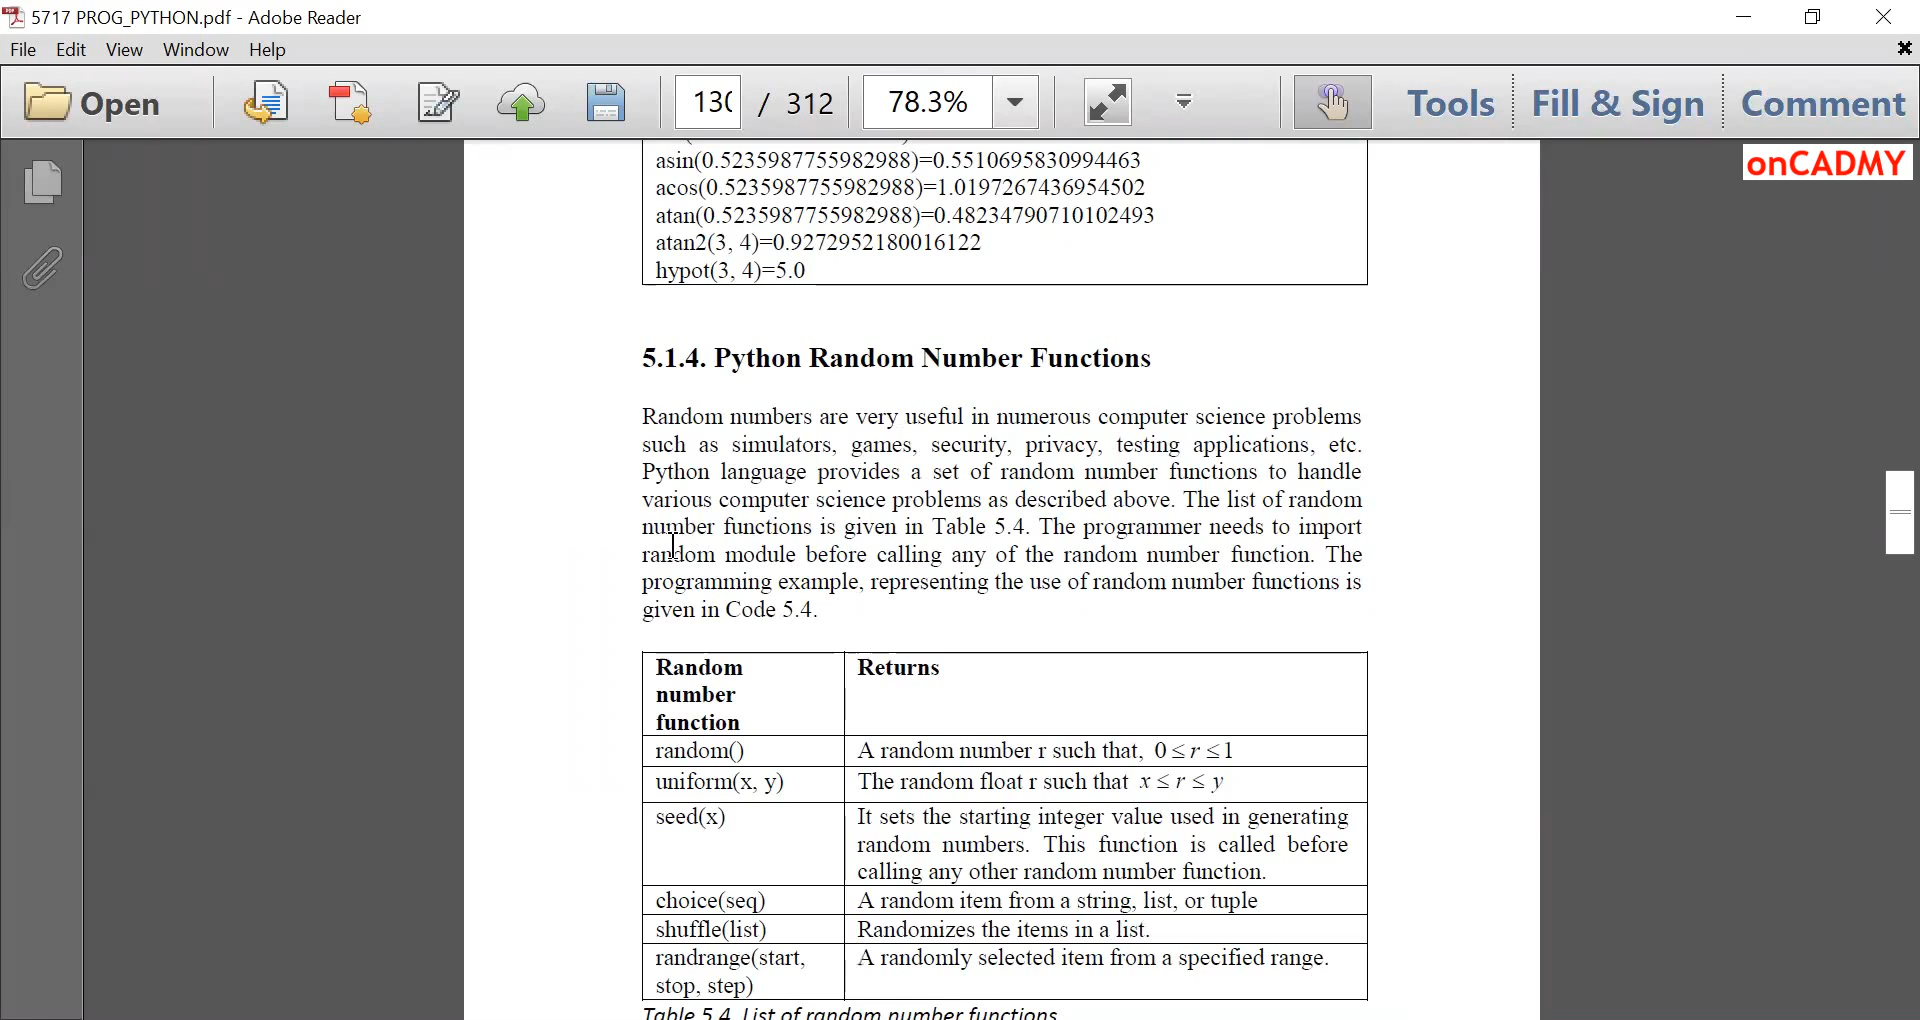 5717 PROG_PYTHON.pdf - Adobe Reader
File Edit View Window Help
Open 130 / 312 78.3% Tools Fill & Sign Comment
onCADMY
asin(0.5235987755982988)=0.5510695830994463
acos(0.5235987755982988)=1.0197267436954502
atan(0.5235987755982988)=0.48234790710102493
atan2(3, 4)=0.9272952180016122
hypot(3, 4)=5.0
5.1.4. Python Random Number Functions
Random numbers are very useful in numerous computer science problems
such as simulators, games, security, privacy, testing applications, etc.
Python language provides a set of random number functions to handle
various computer science problems as described above. The list of random
number functions is given in Table 5.4. The programmer needs to import
random module before calling any of the random number function. The
programming example, representing the use of random number functions is
given in Code 5.4.
Random
number
function
Returns
random() A random number r such that, 0 ≤ r ≤ 1
uniform(x, y) The random float r such that x ≤ r ≤ y
seed(x) It sets the starting integer value used in generating
random numbers. This function is called before
calling any other random number function.
choice(seq) A random item from a string, list, or tuple
shuffle(list) Randomizes the items in a list.
randrange(start, A randomly selected item from a specified range.
stop, step)
Table 5.4. List of random number functions